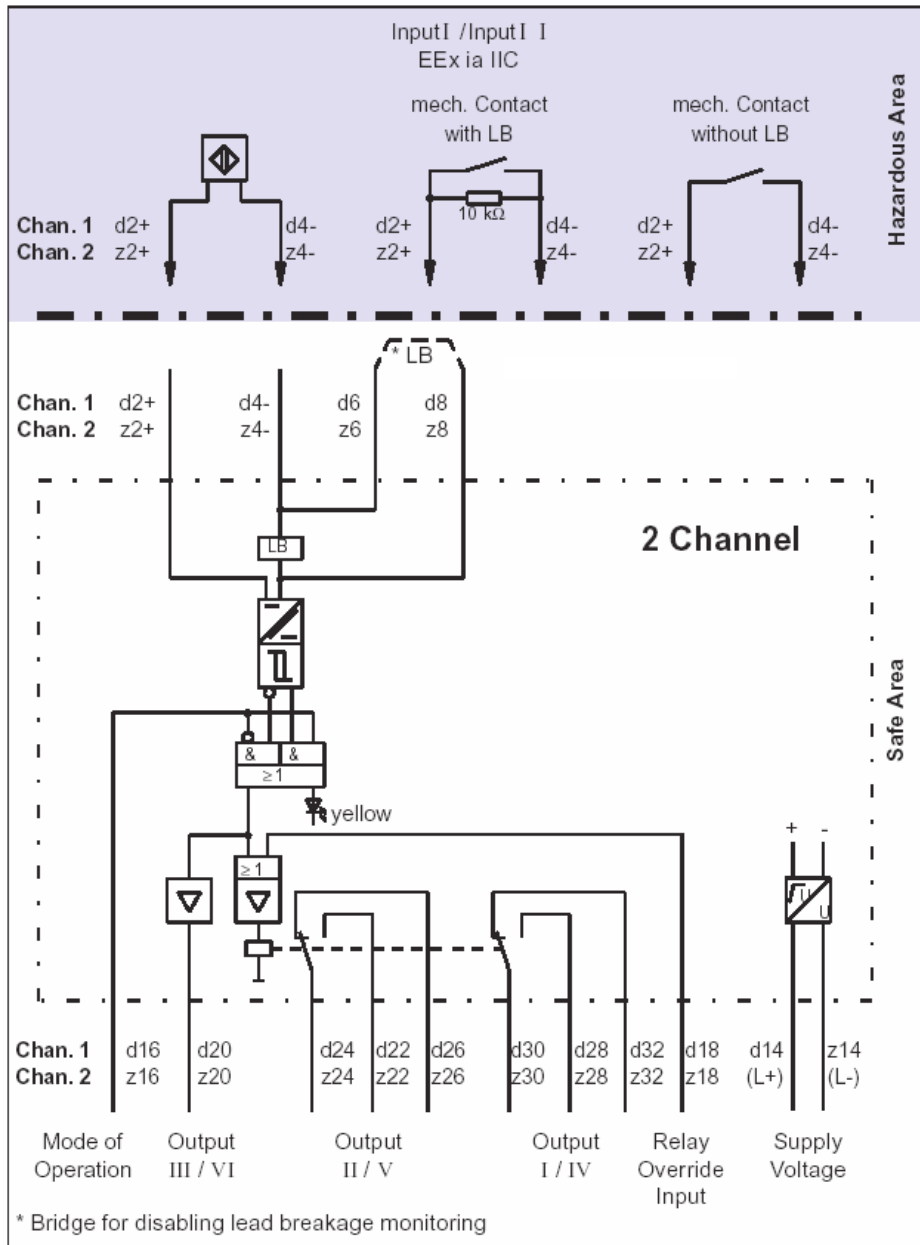 Input I / Input I I
EEx ia IIC
mech. Contact
with LB
mech. Contact
without LB
Hazardous Area
10 kΩ
Chan. 1 d2+ d4- d2+ d4- d2+ d4-
Chan. 2 z2+ z4- z2+ z4- z2+ z4-
* LB
Chan. 1 d2+ d4- d6 d8
Chan. 2 z2+ z4- z6 z8
2 Channel
LB
Safe Area
& &
≥1
yellow
+ -
≥1
U
U
Chan. 1 d16 d20 d24 d22 d26 d30 d28 d32 d18 d14 z14
Chan. 2 z16 z20 z24 z22 z26 z30 z28 z32 z18 (L+) (L-)
Mode of Output Output Output Relay Supply
Operation III / VI II / V I / IV Override Voltage
Input
* Bridge for disabling lead breakage monitoring